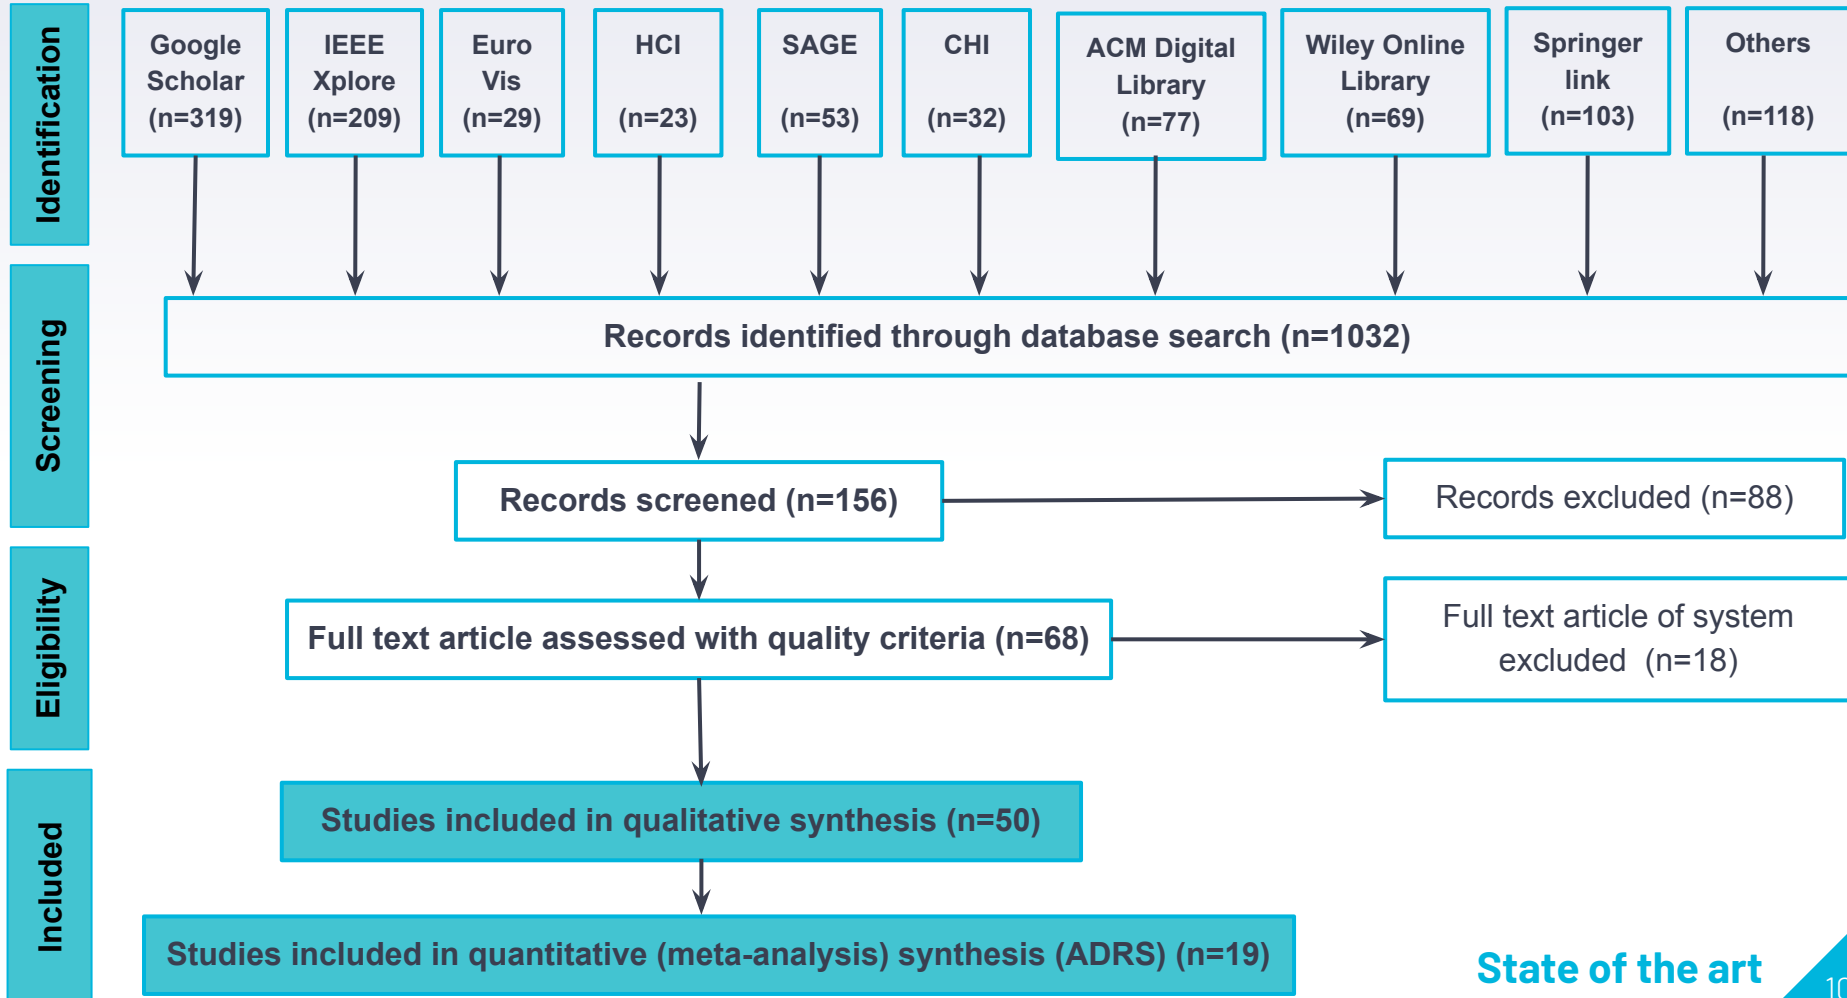 Identification
Google
Scholar
(n=319)
IEEE
Xplore
(n=209)
Euro
Vis
(n=29)
HCI
(n=23)
SAGE
(n=53)
CHI
(n=32)
ACM Digital
Library
(n=77)
Wiley Online
Library
(n=69)
Springer
link
(n=103)
Others
(n=118)
Screening
Records identified through database search (n=1032)
Records screened (n=156)
Records excluded (n=88)
Eligibility
Full text article assessed with quality criteria (n=68)
Full text article of system
excluded (n=18)
Included
Studies included in qualitative synthesis (n=50)
Studies included in quantitative (meta-analysis) synthesis (ADRS) (n=19)
State of the art